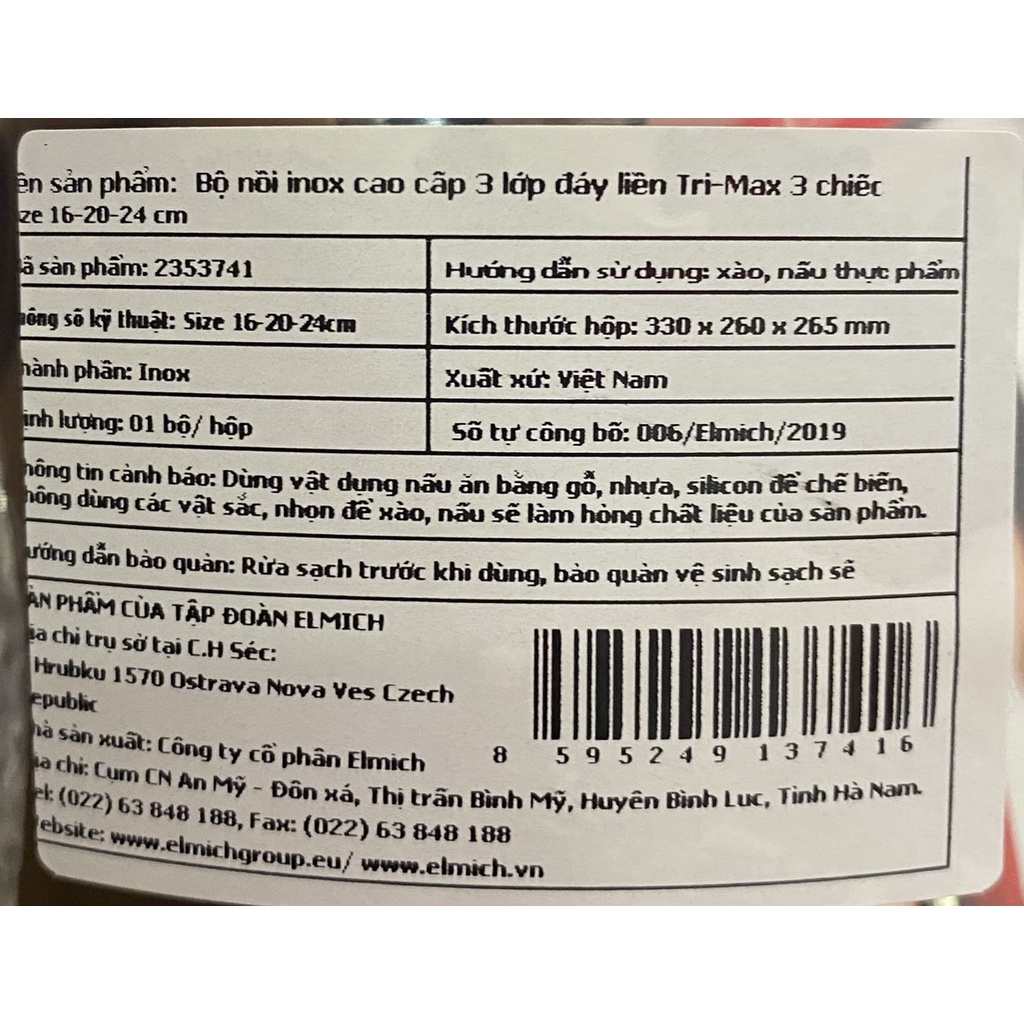 ên sản phẩm: Bộ nồi inox cao cấp 3 lớp đáy liền Tri-Max 3 chiếc
ze 16-20-24 cm
ã sản phẩm: 2353741
Hướng dẫn sử dụng: xào, nấu thực phẩm
ông số kỹ thuật: Size 16-20-24cm
Kích thước hộp: 330 x 260 x 265 mm
hành phần: Inox
Xuất xứ: Việt Nam
ịnh lượng: 01 bộ/ hộp
Số tự công bố: 006/Elmich/2019
hông tin cảnh báo: Dùng vật dụng nấu ăn bằng gỗ, nhựa, silicon để chế biến,
hông dùng các vật sắc, nhọn để xào, nấu sẽ làm hỏng chất liệu của sản phẩm.
ướng dẫn bảo quản: Rửa sạch trước khi dùng, bảo quản vệ sinh sạch sẽ
ẢN PHẨM CỦA TẬP ĐOÀN ELMICH
ịa chỉ trụ sở tại C.H Séc:
Hrubku 1570 Ostrava Nova Ves Czech
epublic
hà sản xuất: Công ty cổ phần Elmich
8 595249 137416
ịa chỉ: Cụm CN An Mỹ - Đồn xá, Thị trấn Bình Mỹ, Huyện Bình Lục, Tỉnh Hà Nam.
el: (022) 63 848 188, Fax: (022) 63 848 188
ebsite: www.elmichgroup.eu/ www.elmich.vn